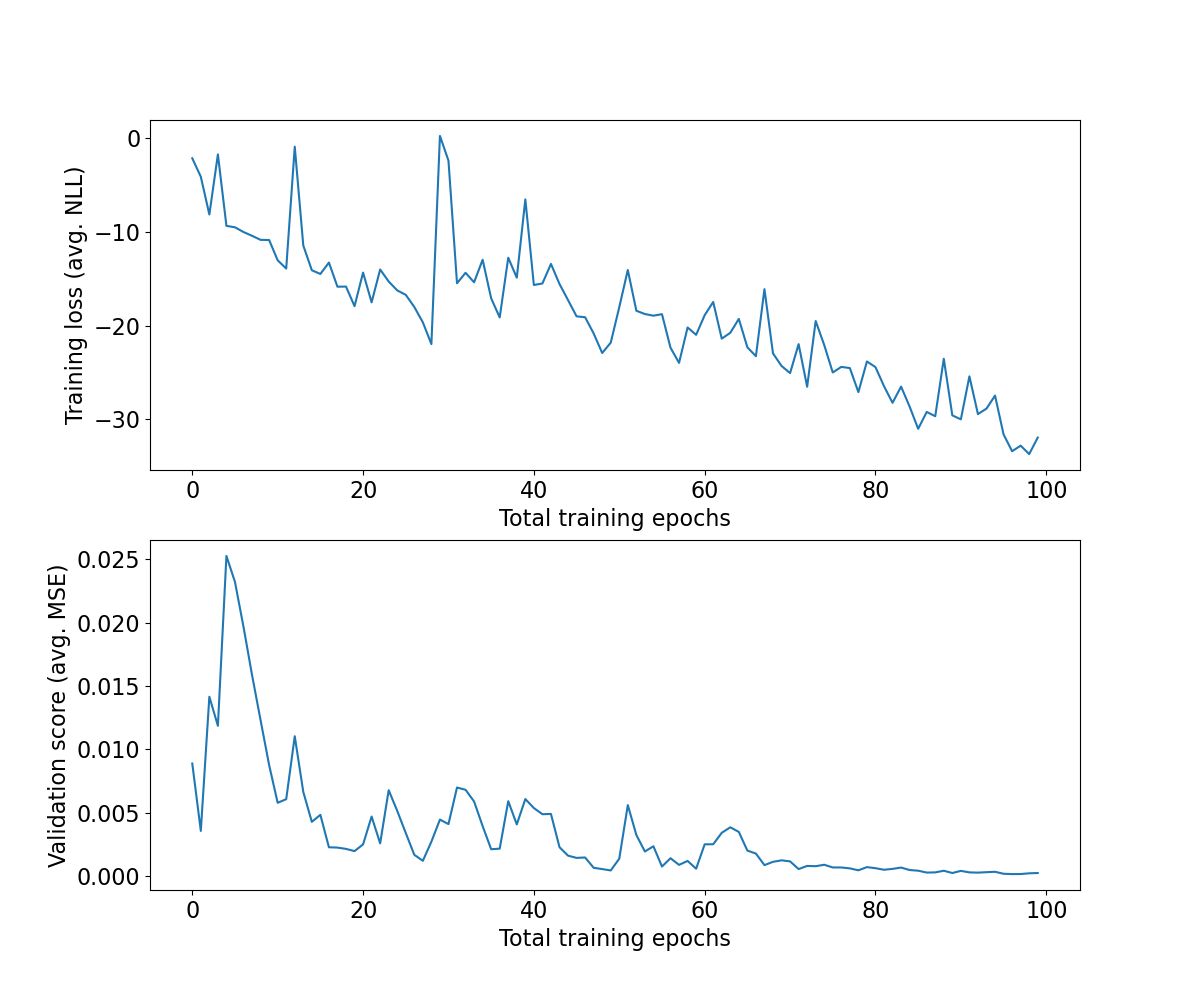 0
−10
−20
−30
Training loss (avg. NLL)
0 20 40 60 80 100
Total training epochs
0.025
0.020
0.015
0.010
0.005
0.000
Validation score (avg. MSE)
0 20 40 60 80 100
Total training epochs